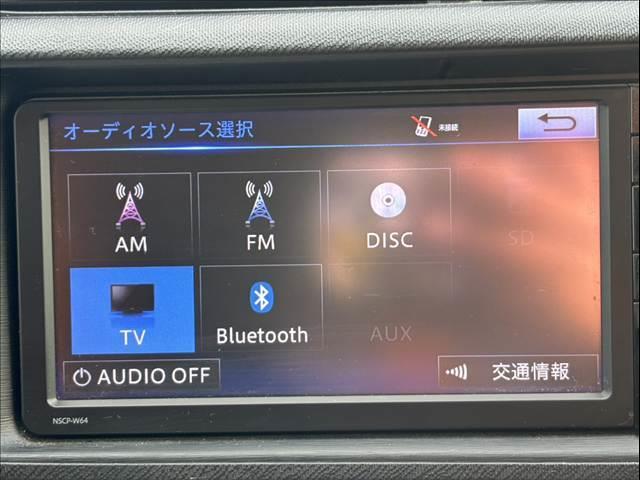 オーディオソース選択
未接続
AM
FM
DISC
SD
TV
Bluetooth
AUX
AUDIO OFF
交通情報
NSCP-W64